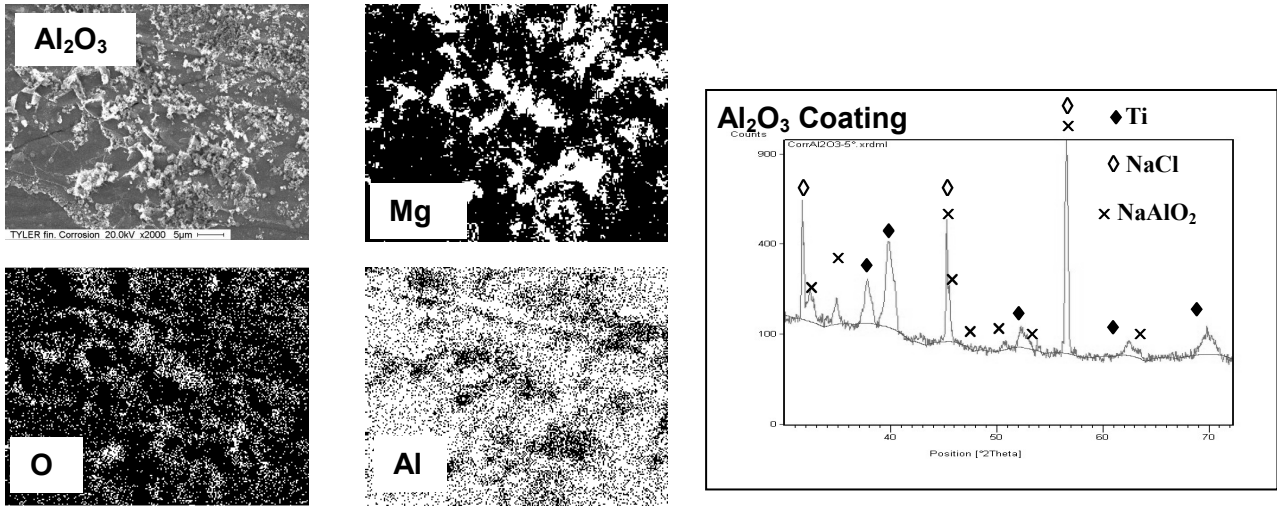 Al₂O₃
TYLER fin. Corrosion 20.0kV x2000 5µm
Mg
O
Al
Al₂O₃ Coating
Counts
CorrAl2O3-5°.xrdml
900
400
100
0
40
50
60
70
Position [°2Theta]
Ti
NaCl
NaAlO₂